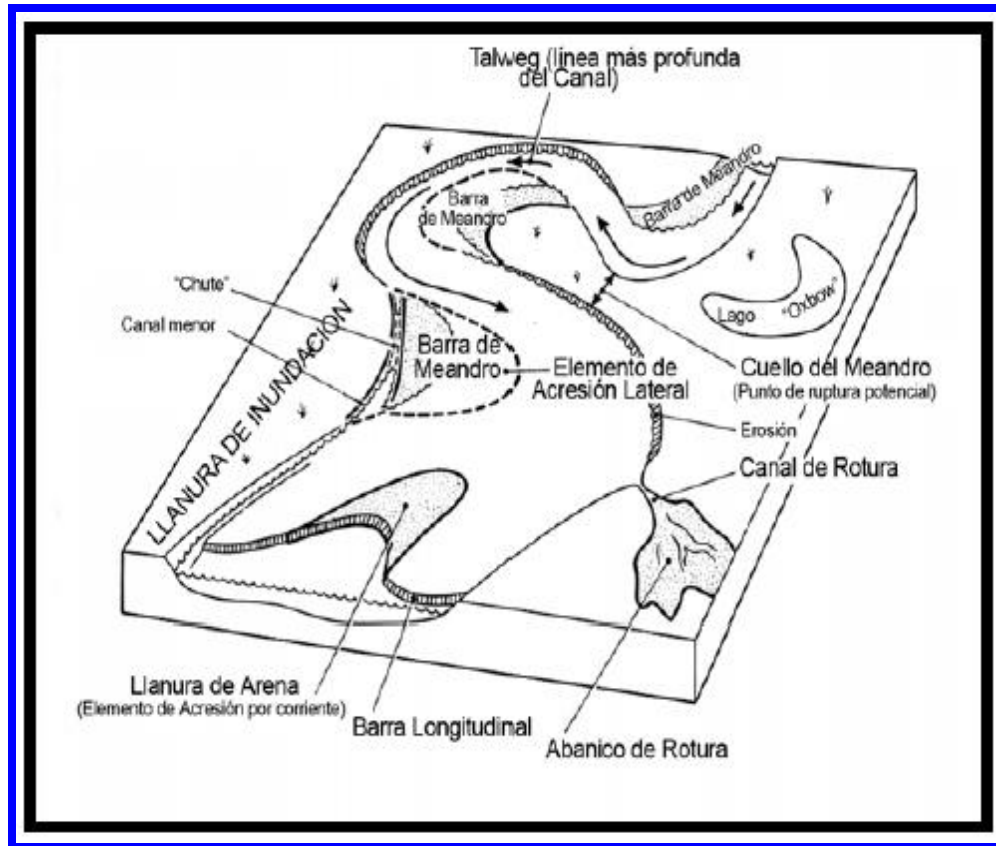 Talweg (línea más profunda
del Canal)
Barra de Meandro
Barra
de Meandro
"Chute"
Canal menor
LLANURA DE INUNDACION
Barra de
Meandro
Elemento de
Acresión Lateral
Lago "Oxbow"
Cuello del Meandro
(Punto de ruptura potencial)
Erosión
Canal de Rotura
Llanura de Arena
(Elemento de Acresión por corriente)
Barra Longitudinal
Abanico de Rotura